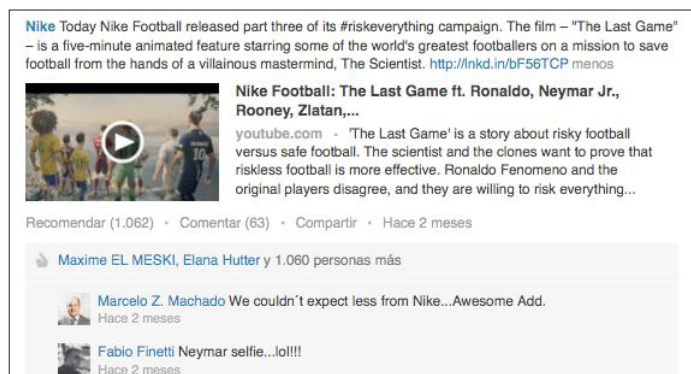 Nike Today Nike Football released part three of its #riskeverything campaign. The film – "The Last Game"
– is a five-minute animated feature starring some of the world's greatest footballers on a mission to save
football from the hands of a villainous mastermind, The Scientist. http://lnkd.in/bF56TCP menos
Nike Football: The Last Game ft. Ronaldo, Neymar Jr.,
Rooney, Zlatan,...
youtube.com · 'The Last Game' is a story about risky football
versus safe football. The scientist and the clones want to prove that
riskless football is more effective. Ronaldo Fenomeno and the
original players disagree, and they are willing to risk everything...
10
Recomendar (1.062) · Comentar (63) · Compartir · Hace 2 meses
Maxime EL MESKI, Elana Hutter y 1.060 personas más
Marcelo Z. Machado We couldn´t expect less from Nike...Awesome Add.
Hace 2 meses
Fabio Finetti Neymar selfie...lol!!!
Hace 2 meses